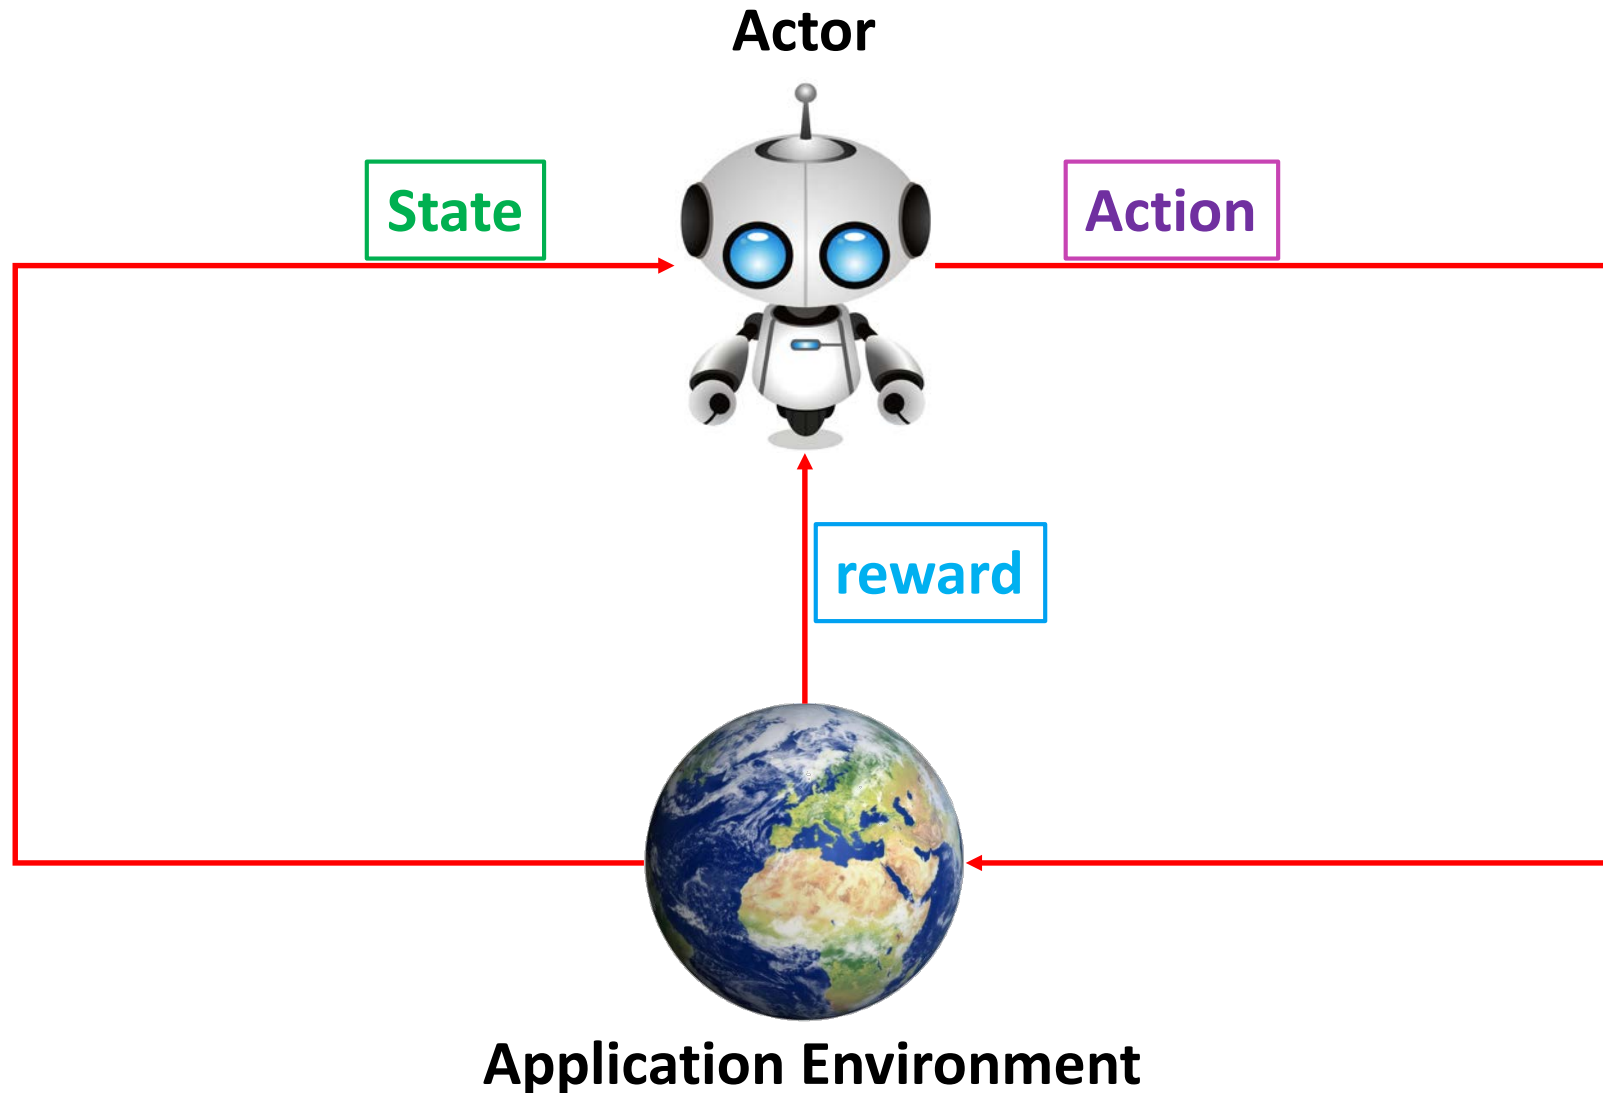 Actor
State
Action
reward
Application Environment